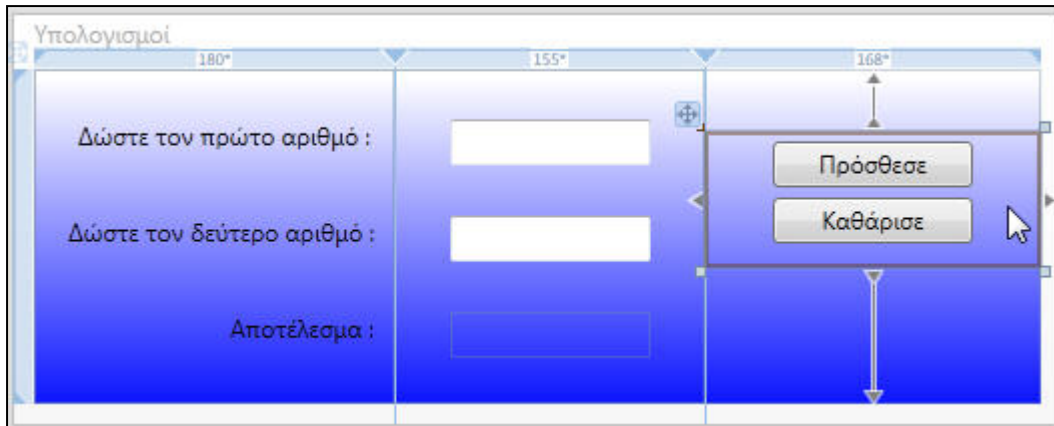 Υπολογισμοί
180* 155* 168*
Δώστε τον πρώτο αριθμό :
Πρόσθεσε
Καθάρισε
Δώστε τον δεύτερο αριθμό :
Αποτέλεσμα :